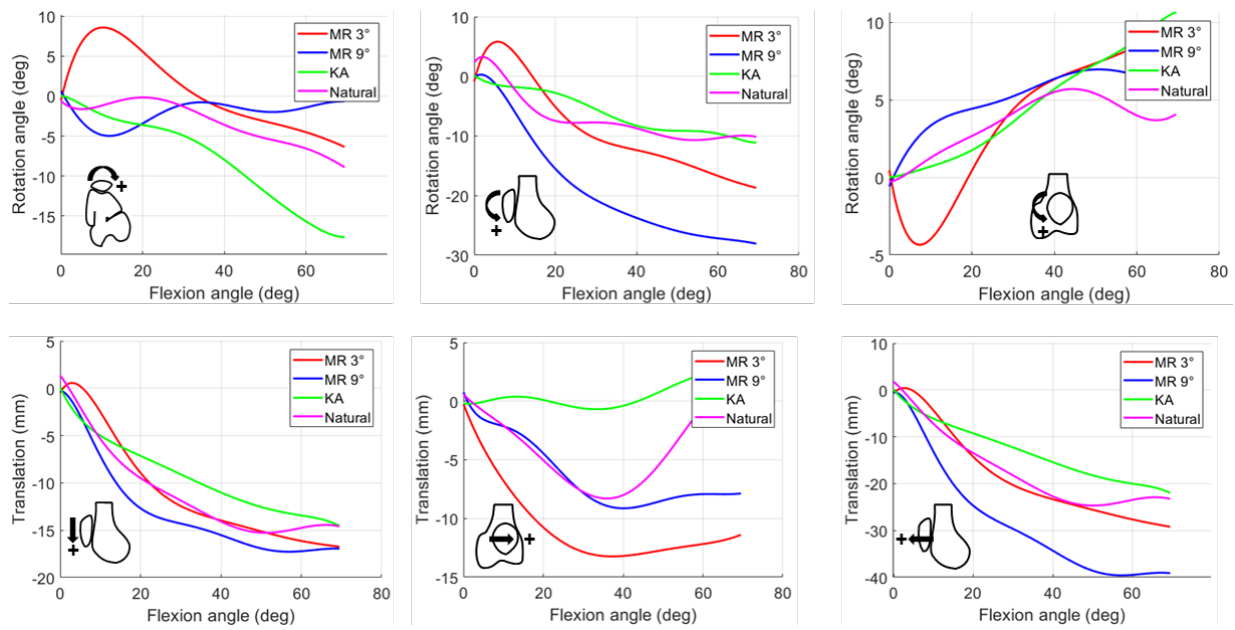 10
5
0
-5
-10
-15
Rotation angle (deg)
MR 3°
MR 9°
KA
Natural
+
0
20
40
60
Flexion angle (deg)
10
0
-10
-20
-30
Rotation angle (deg)
MR 3°
MR 9°
KA
Natural
+
0
20
40
60
80
Flexion angle (deg)
10
5
0
-5
Rotation angle (deg)
MR 3°
MR 9°
KA
Natural
+
0
20
40
60
80
Flexion angle (deg)
5
0
-5
-10
-15
-20
Translation (mm)
MR 3°
MR 9°
KA
Natural
+
0
20
40
60
80
Flexion angle (deg)
5
0
-5
-10
-15
Translation (mm)
MR 3°
MR 9°
KA
Natural
+
0
20
40
60
80
Flexion angle (deg)
10
0
-10
-20
-30
-40
Translation (mm)
MR 3°
MR 9°
KA
Natural
+
0
20
40
60
Flexion angle (deg)